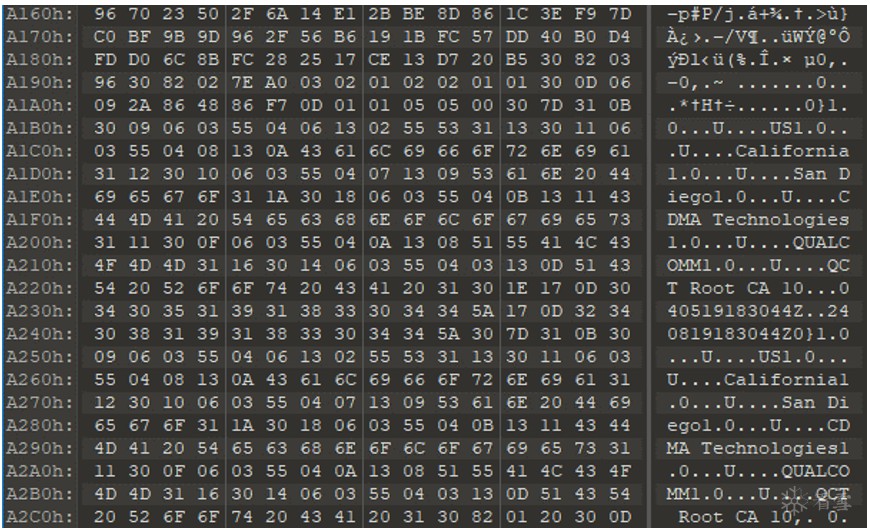 A160h: 96 70 23 50 2F 6A 14 E1 2B BE 8D 86 1C 3E F9 7D –p#P/j.á+¾.†.>ù}
A170h: C0 BF 9B 9D 96 2F 56 B6 19 1B FC 57 DD 40 B0 D4 À¿›.–/V¶..üWÝ@°Ô
A180h: FD D0 6C 8B FC 28 25 17 CE 13 D7 20 B5 30 82 03 ýÐl‹ü(%.Î.× µ0‚.
A190h: 96 30 82 02 7E A0 03 02 01 02 02 01 01 30 0D 06 –0‚.~ .......0..
A1A0h: 09 2A 86 48 86 F7 0D 01 01 05 05 00 30 7D 31 0B .*†H†÷......0}1.
A1B0h: 30 09 06 03 55 04 06 13 02 55 53 31 13 30 11 06 0...U....US1.0..
A1C0h: 03 55 04 08 13 0A 43 61 6C 69 66 6F 72 6E 69 61 .U....California
A1D0h: 31 12 30 10 06 03 55 04 07 13 09 53 61 6E 20 44 1.0...U....San D
A1E0h: 69 65 67 6F 31 1A 30 18 06 03 55 04 0B 13 11 43 iego1.0...U....C
A1F0h: 44 4D 41 20 54 65 63 68 6E 6F 6C 6F 67 69 65 73 DMA Technologies
A200h: 31 11 30 0F 06 03 55 04 0A 13 08 51 55 41 4C 43 1.0...U....QUALC
A210h: 4F 4D 4D 31 16 30 14 06 03 55 04 03 13 0D 51 43 OMM1.0...U....QC
A220h: 54 20 52 6F 6F 74 20 43 41 20 31 30 1E 17 0D 30 T Root CA 10...0
A230h: 34 30 35 31 39 31 38 33 30 34 34 5A 17 0D 32 34 40519183044Z..24
A240h: 30 38 31 39 31 38 33 30 34 34 5A 30 7D 31 0B 30 0819183044Z0}1.0
A250h: 09 06 03 55 04 06 13 02 55 53 31 13 30 11 06 03 ...U....US1.0...
A260h: 55 04 08 13 0A 43 61 6C 69 66 6F 72 6E 69 61 31 U....California1
A270h: 12 30 10 06 03 55 04 07 13 09 53 61 6E 20 44 69 .0...U....San Di
A280h: 65 67 6F 31 1A 30 18 06 03 55 04 0B 13 11 43 44 ego1.0...U....CD
A290h: 4D 41 20 54 65 63 68 6E 6F 6C 6F 67 69 65 73 31 MA Technologies1
A2A0h: 11 30 0F 06 03 55 04 0A 13 08 51 55 41 4C 43 4F .0...U....QUALCO
A2B0h: 4D 4D 31 16 30 14 06 03 55 04 03 13 0D 51 43 54 MM1.0...U....QCT
A2C0h: 20 52 6F 6F 74 20 43 41 20 31 30 82 01 20 30 0D  Root CA 10‚. 0.
看雪